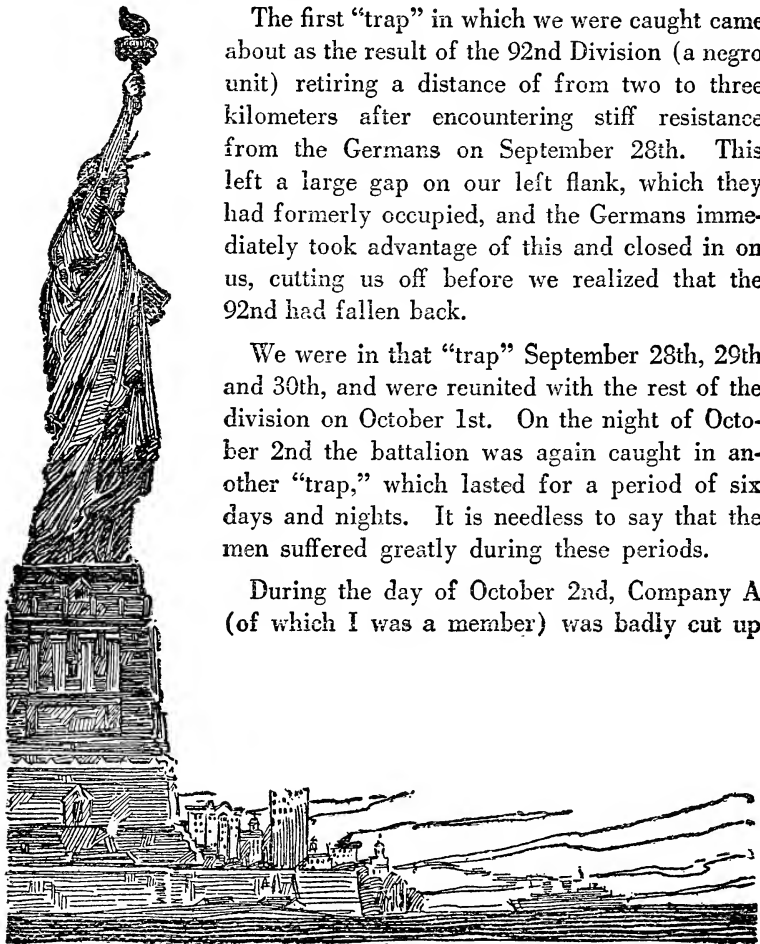 The first “trap” in which we were caught came
about as the result of the 92nd Division (a negro
unit) retiring a distance of from two to three
kilometers after encountering stiff resistance
from the Germans on September 28th. This
left a large gap on our left flank, which they
had formerly occupied, and the Germans imme-
diately took advantage of this and closed in on
us, cutting us off before we realized that the
92nd had fallen back.
We were in that “trap” September 28th, 29th
and 30th, and were reunited with the rest of the
division on October 1st. On the night of Octo-
ber 2nd the battalion was again caught in an-
other “trap,” which lasted for a period of six
days and nights. It is needless to say that the
men suffered greatly during these periods.
During the day of October 2nd, Company A
(of which I was a member) was badly cut up